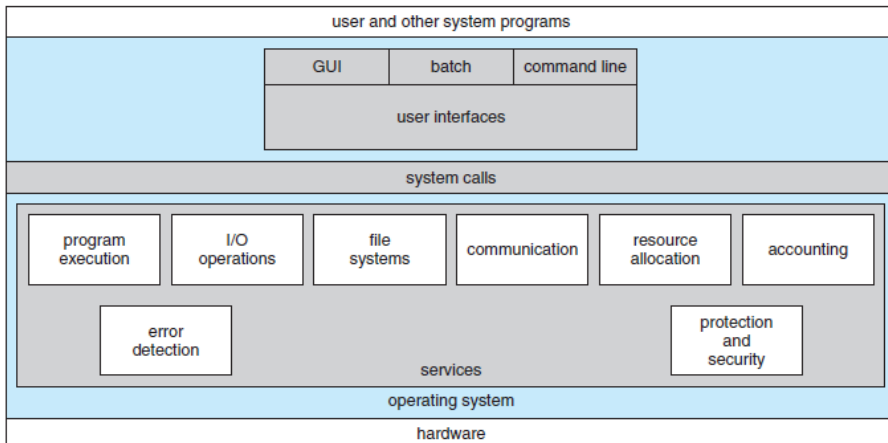 user and other system programs
GUI
batch
command line
user interfaces
system calls
program
execution
I/O
operations
file
systems
communication
resource
allocation
accounting
error
detection
protection
and
security
services
operating system
hardware